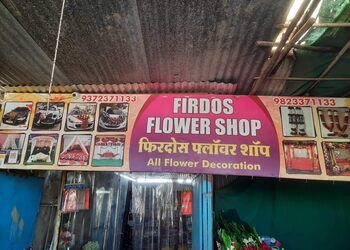 9372371133
FIRDOS
9823371133
FLOWER SHOP
फिरदोस फ्लॉवर शॉप
All Flower Decoration